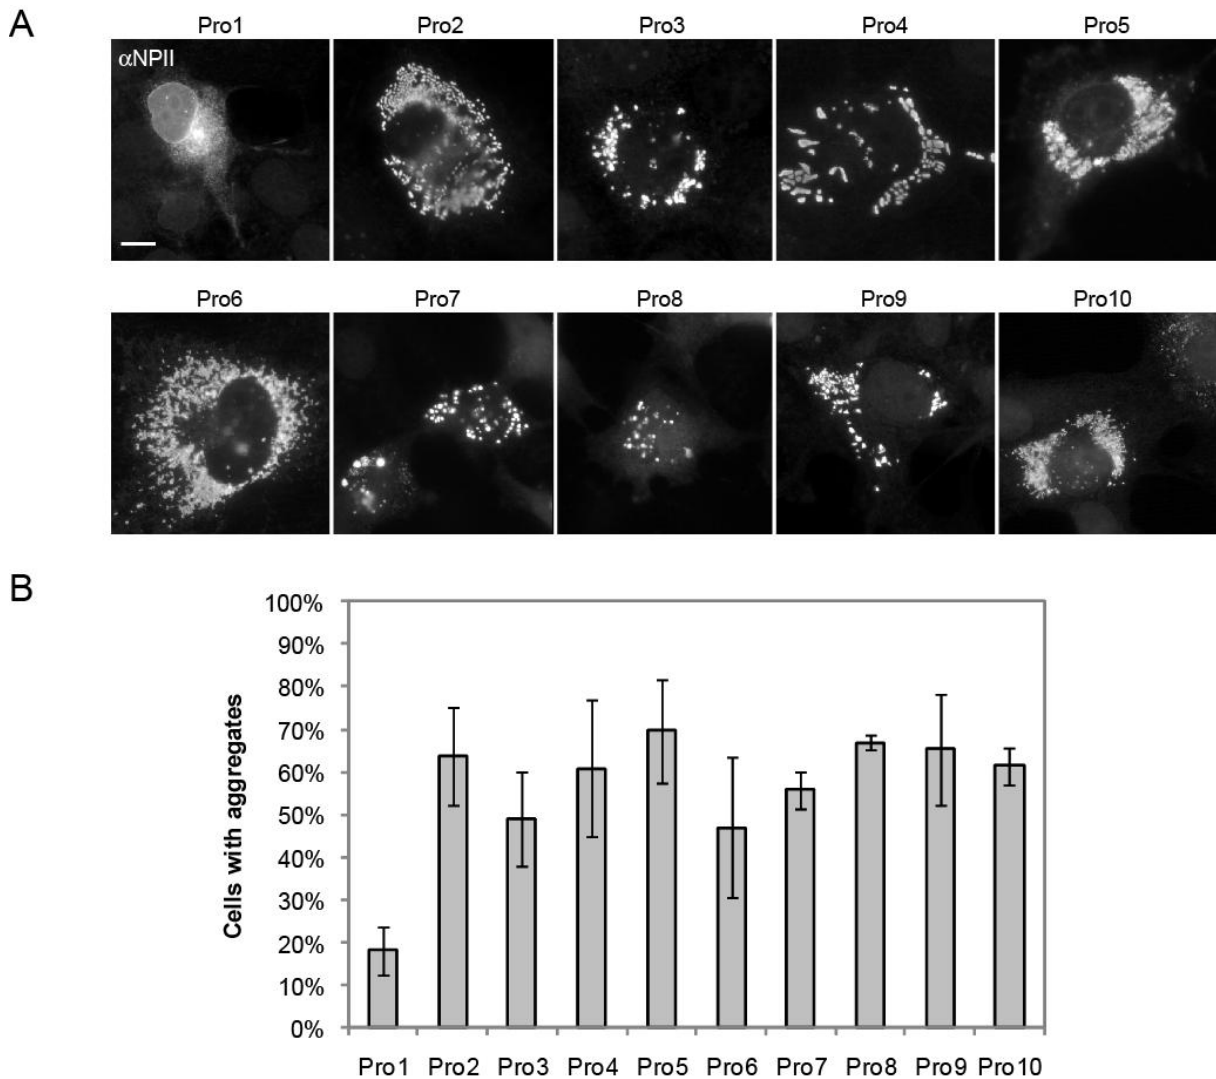 A
Pro1 Pro2 Pro3 Pro4 Pro5
αNPII
Pro6 Pro7 Pro8 Pro9 Pro10
B
100%
90%
80%
70%
60%
50%
40%
30%
20%
10%
0%
Cells with aggregates
Pro1 Pro2 Pro3 Pro4 Pro5 Pro6 Pro7 Pro8 Pro9 Pro10